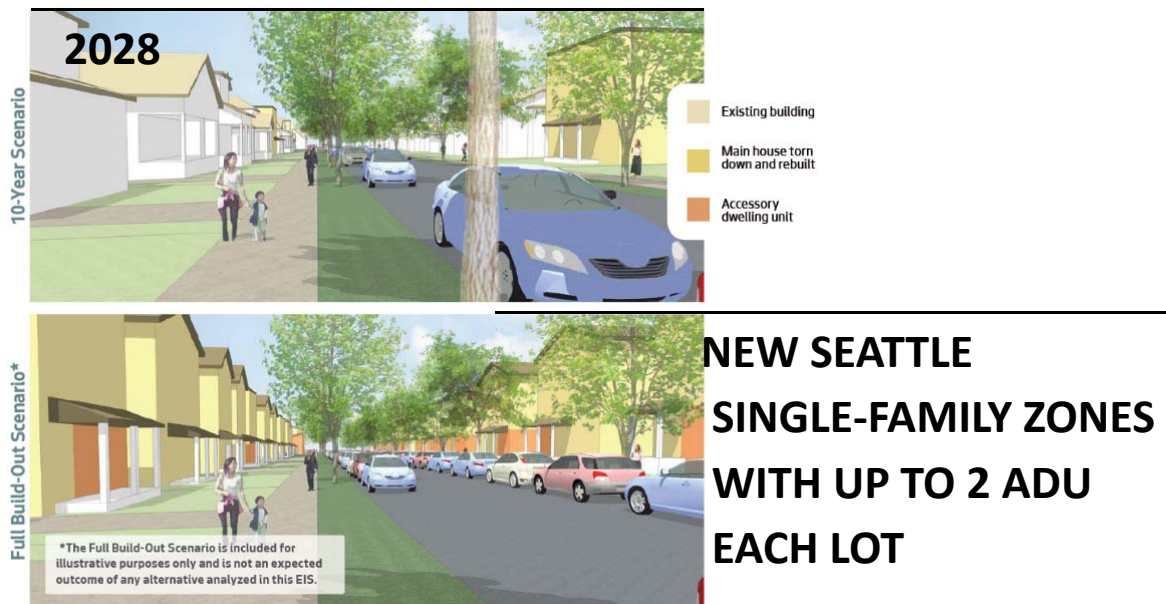 2028
10-Year Scenario
Existing building
Main house torn
down and rebuilt
Accessory
dwelling unit
Full Build-Out Scenario*
*The Full Build-Out Scenario is included for
illustrative purposes only and is not an expected
outcome of any alternative analyzed in this EIS.
NEW SEATTLE
SINGLE-FAMILY ZONES
WITH UP TO 2 ADU
EACH LOT